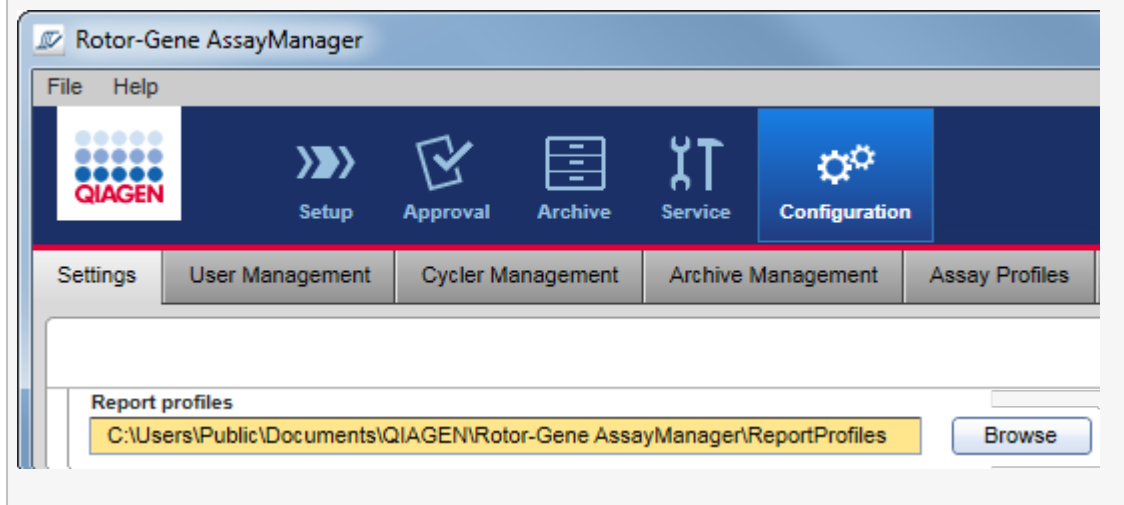 Rotor-Gene AssayManager
File Help
QIAGEN
Setup Approval Archive Service Configuration
Settings User Management Cycler Management Archive Management Assay Profiles
Report profiles
C:\Users\Public\Documents\QIAGEN\Rotor-Gene AssayManager\ReportProfiles Browse